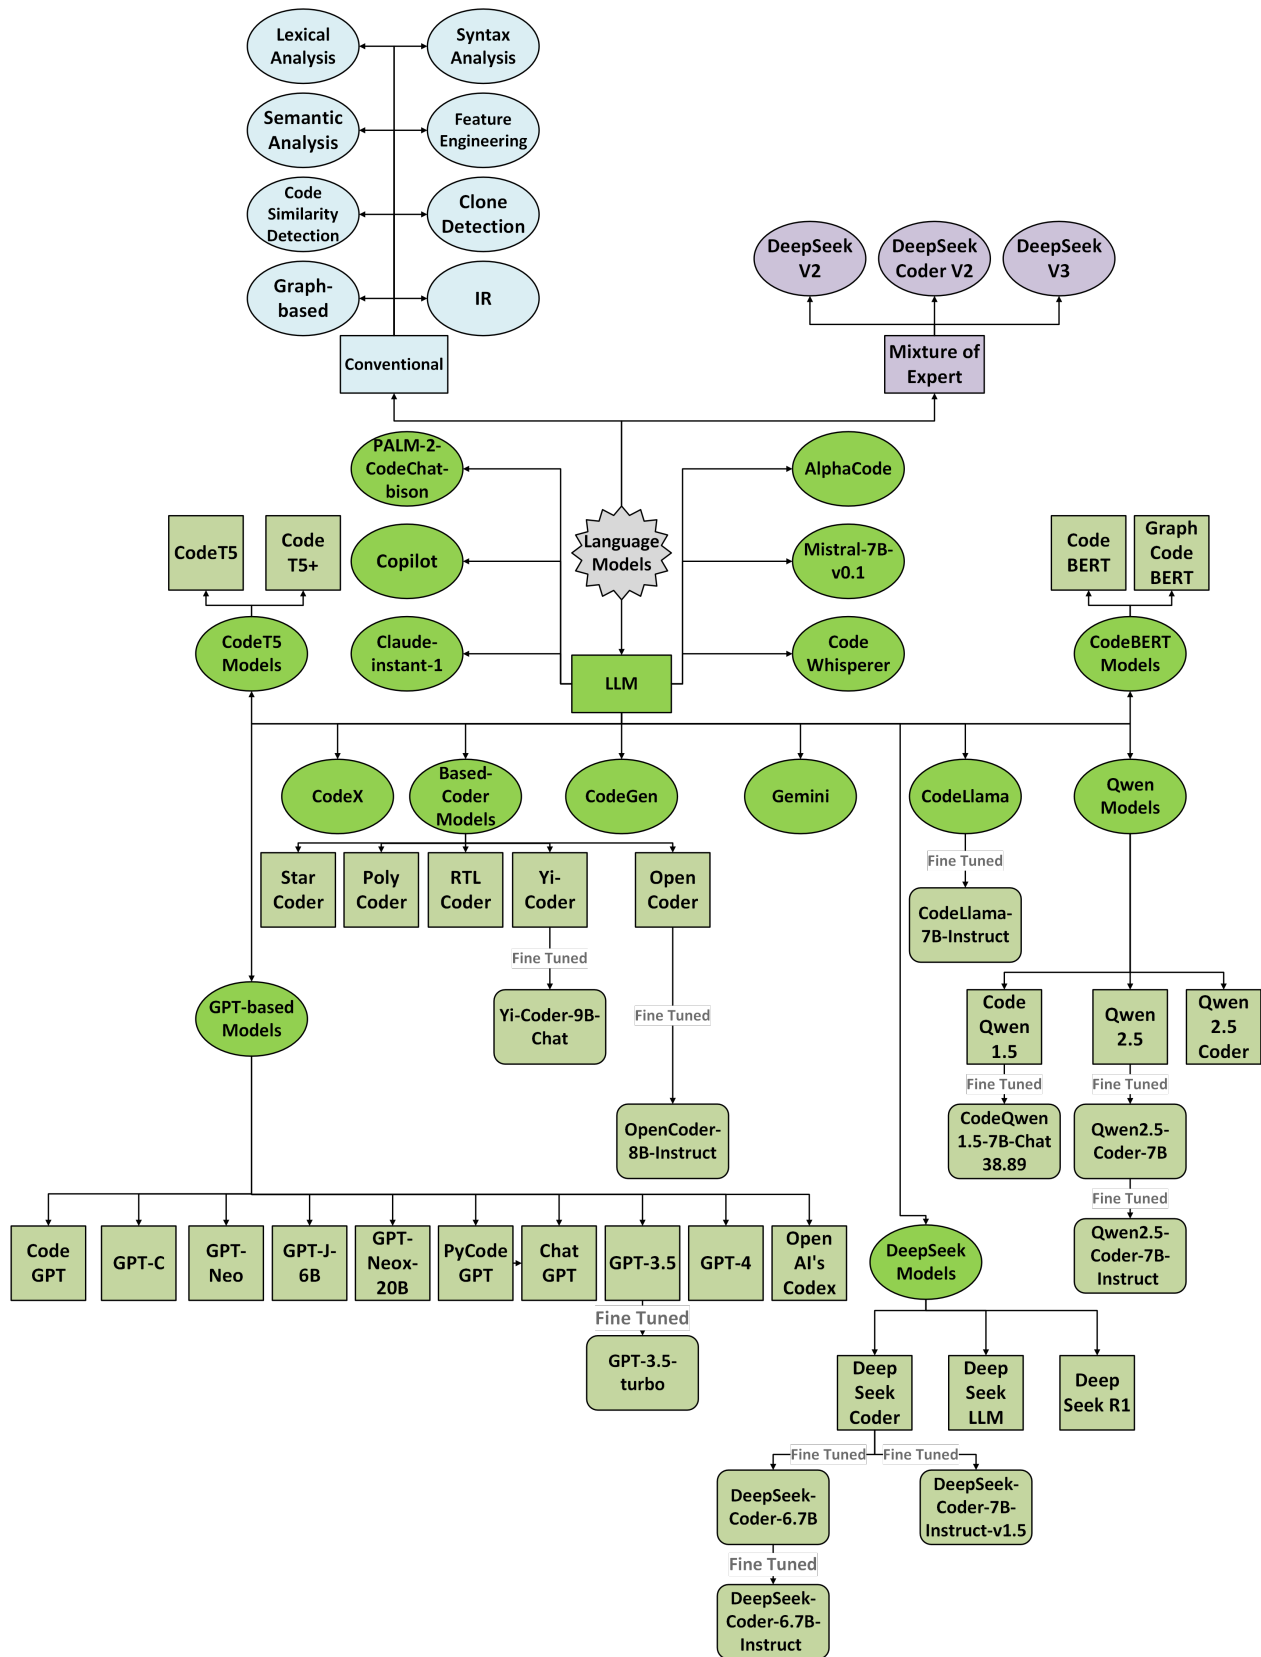 Lexical
Analysis
Syntax
Analysis
Semantic
Analysis
Feature
Engineering
Code
Similarity
Detection
Clone
Detection
Graph-
based
IR
Conventional
DeepSeek
V2
DeepSeek
Coder V2
DeepSeek
V3
Mixture of
Expert
PALM-2-
CodeChat-
bison
AlphaCode
Copilot
Language
Models
Mistral-7B-
v0.1
Claude-
instant-1
LLM
Code
Whisperer
CodeT5
Code
T5+
CodeT5
Models
Code
BERT
Graph
Code
BERT
CodeBERT
Models
CodeX
Based-
Coder
Models
CodeGen
Gemini
CodeLlama
Qwen
Models
Star
Coder
Poly
Coder
RTL
Coder
Yi-
Coder
Open
Coder
Fine Tuned
CodeLlama-
7B-Instruct
Fine Tuned
Yi-Coder-9B-
Chat
Fine Tuned
OpenCoder-
8B-Instruct
GPT-based
Models
Code
Qwen
1.5
Qwen
2.5
Qwen
2.5
Coder
Fine Tuned
Fine Tuned
CodeQwen
1.5-7B-Chat
38.89
Qwen2.5-
Coder-7B
Fine Tuned
Qwen2.5-
Coder-7B-
Instruct
Code
GPT
GPT-C
GPT-
Neo
GPT-J-
6B
GPT-
Neox-
20B
PyCode
GPT
Chat
GPT
GPT-3.5
GPT-4
Open
AI's
Codex
Fine Tuned
GPT-3.5-
turbo
DeepSeek
Models
Deep
Seek
Coder
Deep
Seek
LLM
Deep
Seek R1
Fine Tuned
Fine Tuned
DeepSeek-
Coder-6.7B
DeepSeek-
Coder-7B-
Instruct-v1.5
Fine Tuned
DeepSeek-
Coder-6.7B-
Instruct